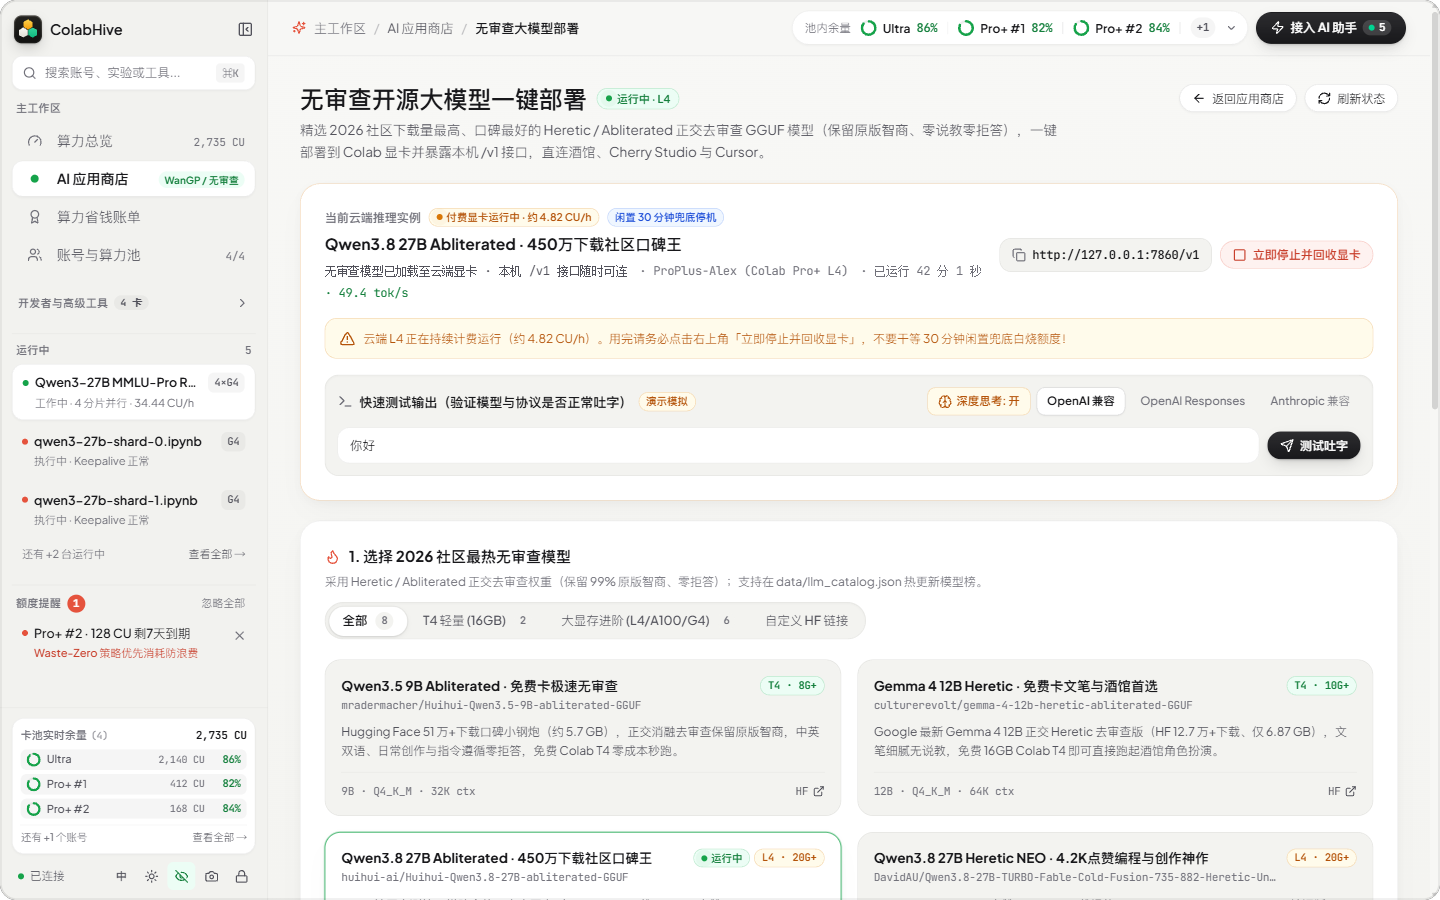 ColabHive
搜索账号、实验或工具... ⌘K
主工作区
算力总览 2,735 CU
AI 应用商店 WanGP / 无审查
算力省钱账单
账号与算力池 4/4
开发者与高级工具 4 卡
运行中 5
Qwen3-27B MMLU-Pro R... 4×G4
工作中 · 4 分片并行 · 34.44 CU/h
qwen3-27b-shard-0.ipynb G4
执行中 · Keepalive 正常
qwen3-27b-shard-1.ipynb G4
执行中 · Keepalive 正常
还有 +2 台运行中 查看全部 →
额度提醒 1 忽略全部
Pro+ #2 · 128 CU 剩7天到期
Waste-Zero 策略优先消耗防浪费
卡池实时余量 (4) 2,735 CU
Ultra 2,140 CU 86%
Pro+ #1 412 CU 82%
Pro+ #2 168 CU 84%
还有 +1 个账号 查看全部 →
已连接 中
主工作区 / AI 应用商店 / 无审查大模型部署
池内余量 Ultra 86% Pro+ #1 82% Pro+ #2 84% +1
接入 AI 助手 5
无审查开源大模型一键部署 运行中 · L4
返回应用商店 刷新状态
精选 2026 社区下载量最高、口碑最好的 Heretic / Abliterated 正交去审查 GGUF 模型（保留原版智商、零说教零拒答），一键
部署到 Colab 显卡并暴露本机 /v1 接口，直连酒馆、Cherry Studio 与 Cursor。
当前云端推理实例 付费显卡运行中 · 约 4.82 CU/h 闲置 30 分钟兜底停机
Qwen3.8 27B Abliterated · 450万下载社区口碑王
无审查模型已加载至云端显卡 · 本机 /v1 接口随时可连 · ProPlus-Alex (Colab Pro+ L4) · 已运行 42 分 1 秒
· 49.4 tok/s
http://127.0.0.1:7860/v1 立即停止并回收显卡
云端 L4 正在持续计费运行（约 4.82 CU/h）。用完请务必点击右上角「立即停止并回收显卡」，不要干等 30 分钟闲置兜底白烧额度！
快速测试输出（验证模型与协议是否正常吐字） 演示模拟
深度思考: 开 OpenAI 兼容 OpenAI Responses Anthropic 兼容
你好 测试吐字
1. 选择 2026 社区最热无审查模型
采用 Heretic / Abliterated 正交去审查权重（保留 99% 原版智商、零拒答）；支持在 data/llm_catalog.json 热更新模型榜。
全部 8 T4 轻量 (16GB) 2 大显存进阶 (L4/A100/G4) 6 自定义 HF 链接
Qwen3.5 9B Abliterated · 免费卡极速无审查 T4 · 8G+
mradermacher/Huihui-Qwen3.5-9B-abliterated-GGUF
Hugging Face 51 万+下载口碑小钢炮（约 5.7 GB），正交消融去审查保留原版智商，中英
双语、日常创作与指令遵循零拒答，免费 Colab T4 零成本秒跑。
9B · Q4_K_M · 32K ctx HF
Gemma 4 12B Heretic · 免费卡文笔与酒馆首选 T4 · 10G+
culturerevolt/gemma-4-12b-heretic-abliterated-GGUF
Google 最新 Gemma 4 12B 正交 Heretic 去审查版（HF 12.7 万+下载、仅 6.87 GB），文
笔细腻无说教，免费 16GB Colab T4 即可直接跑起酒馆角色扮演。
12B · Q4_K_M · 64K ctx HF
Qwen3.8 27B Abliterated · 450万下载社区口碑王 运行中 L4 · 20G+
huihui-ai/Huihui-Qwen3.8-27B-abliterated-GGUF
Qwen3.8 27B Heretic NEO · 4.2K点赞编程与创作神作 L4 · 20G+
DavidAU/Qwen3.8-27B-TURBO-Fable-Cold-Fusion-735-882-Heretic-Un…